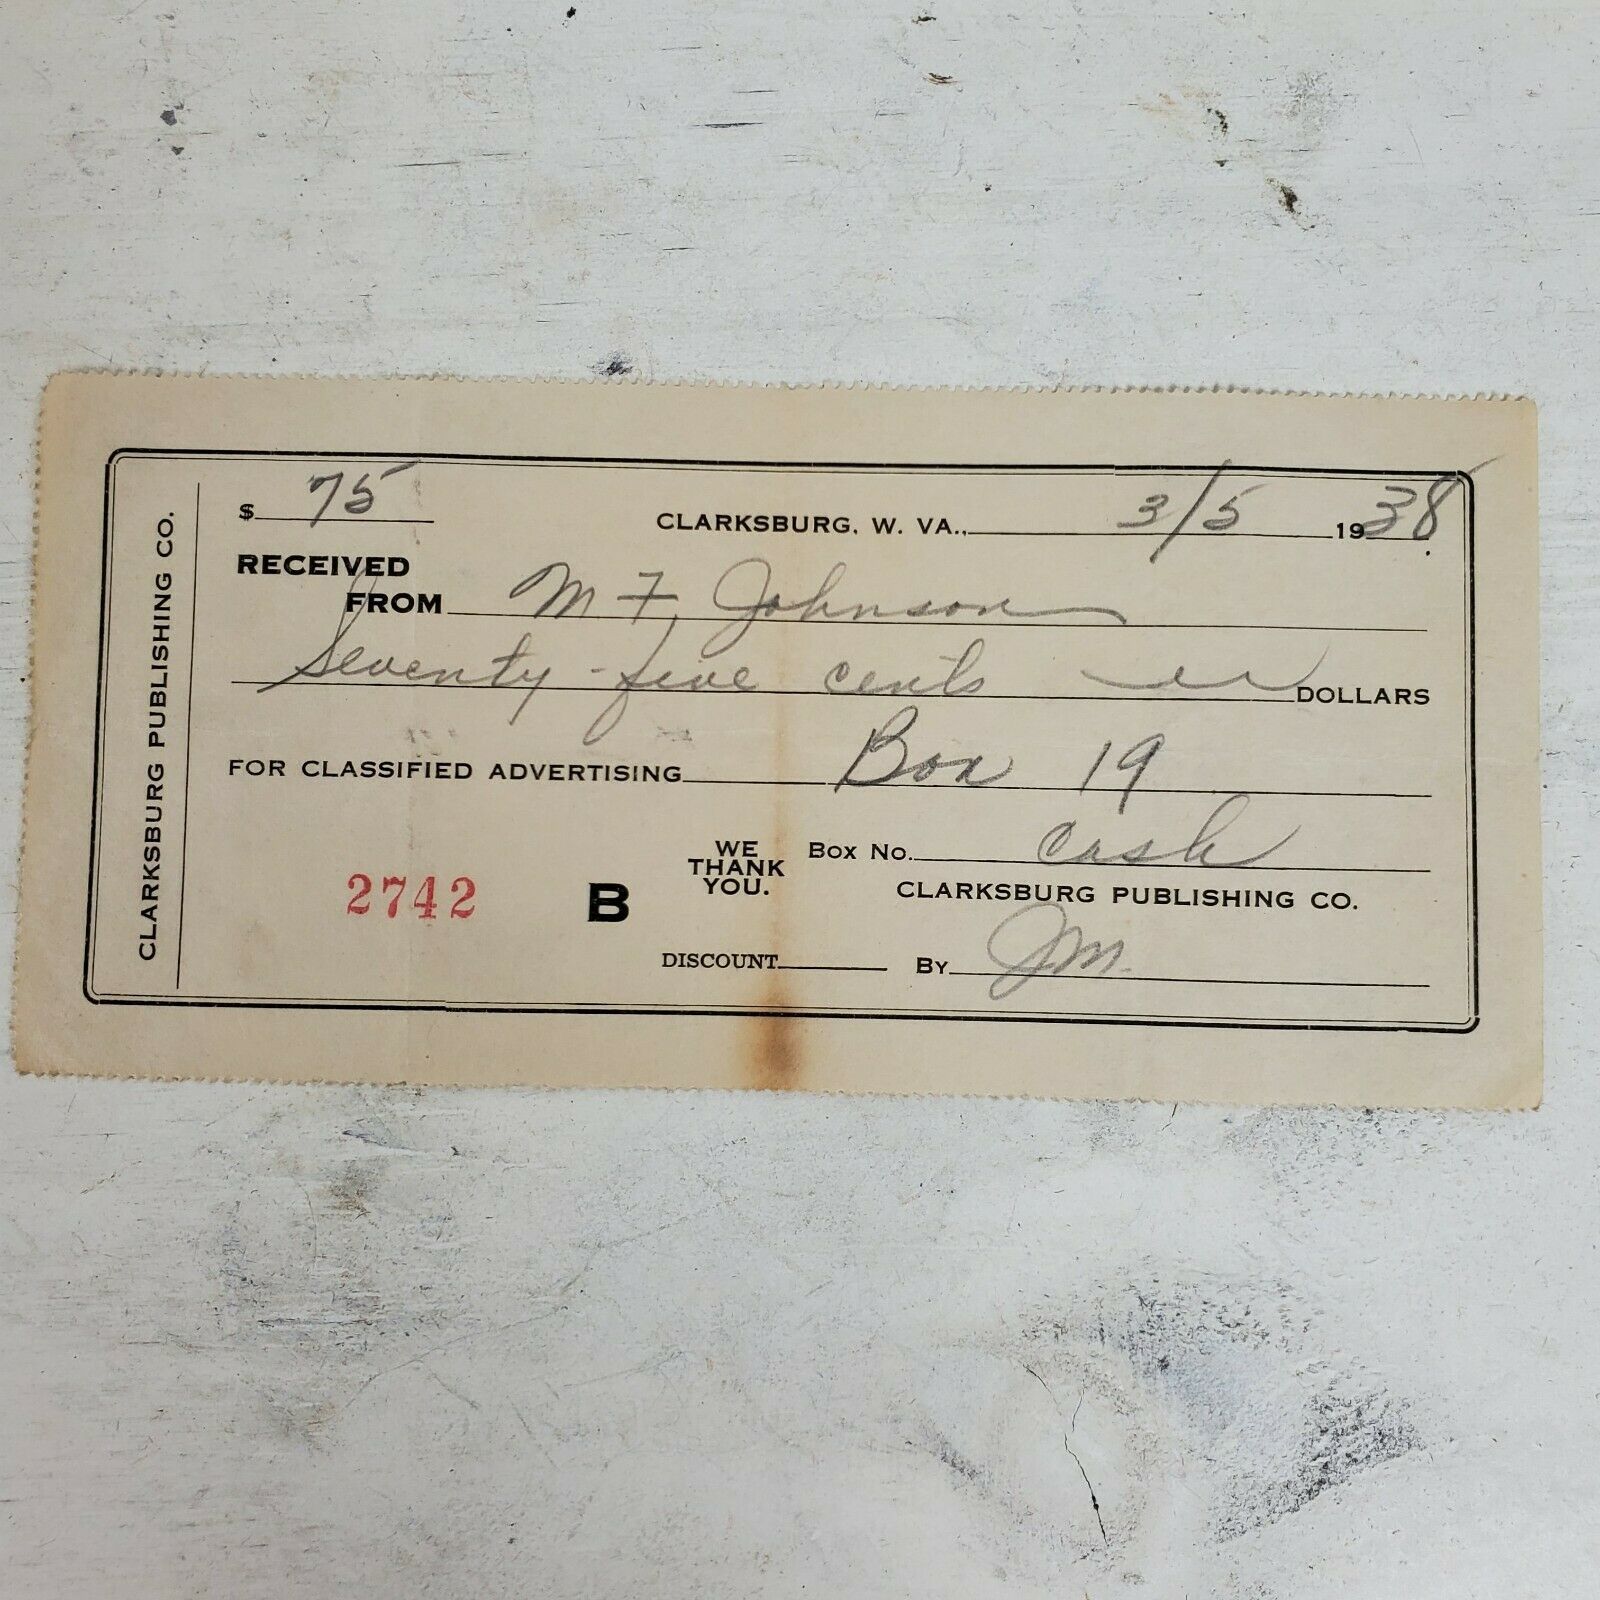 CLARKSBURG PUBLISHING CO.
$ 75 CLARKSBURG, W. VA., 3/5 1938
RECEIVED
FROM M F Johnson
Seventy-five cents DOLLARS
FOR CLASSIFIED ADVERTISING Box 19
WE THANK YOU. Box No. cash
2742 B CLARKSBURG PUBLISHING CO.
DISCOUNT By JM.